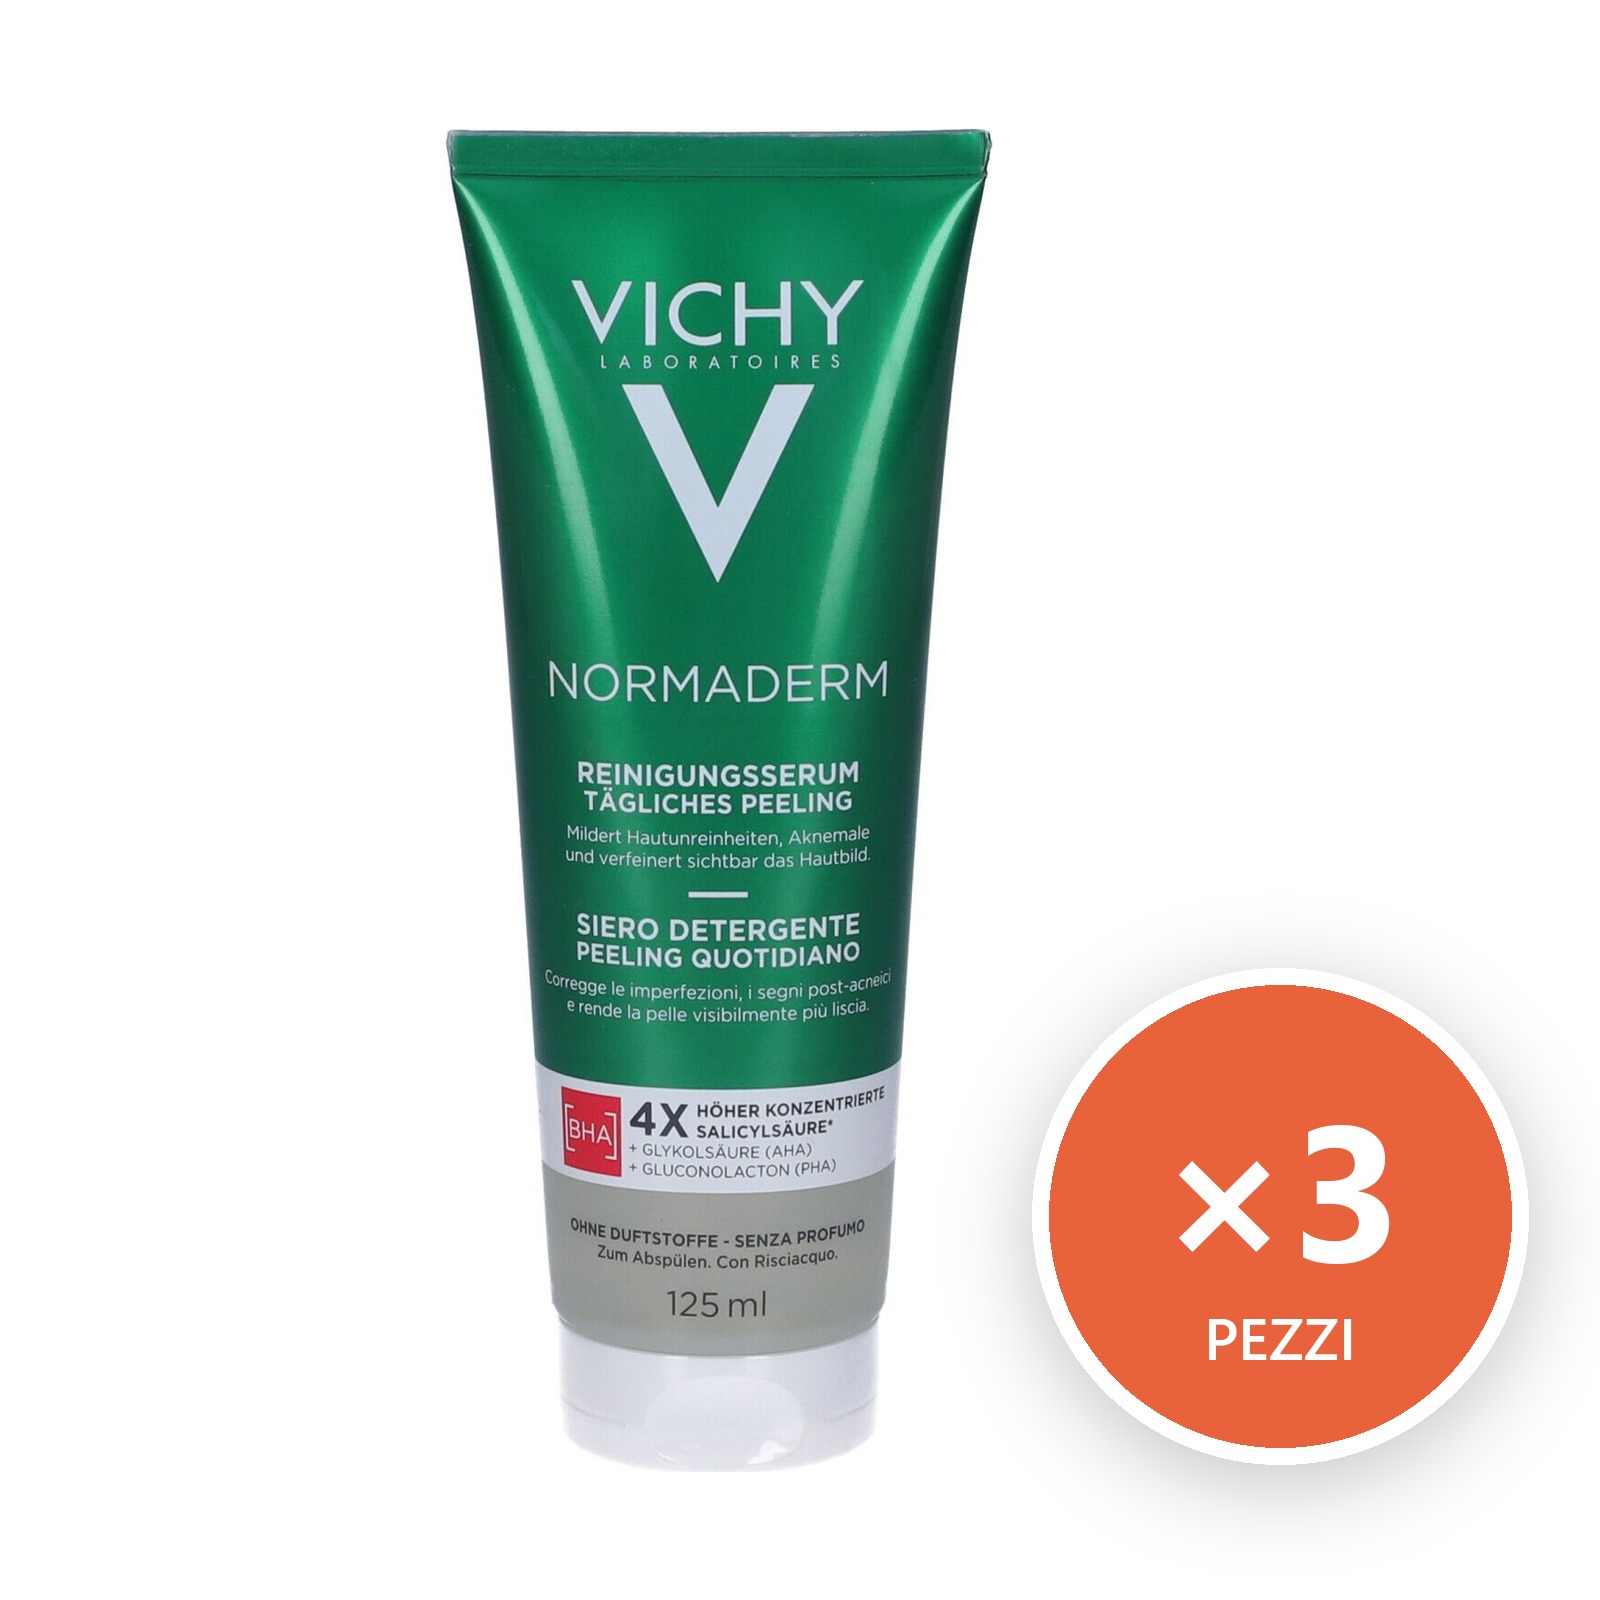 VICHY
LABORATOIRES
V
NORMADERM
REINIGUNGSSERUM
TÄGLICHES PEELING
Mildert Hautunreinheiten, Aknemale
und verfeinert sichtbar das Hautbild.
SIERO DETERGENTE
PEELING QUOTIDIANO
Corregge le imperfezioni, i segni post-acneici
e rende la pelle visibilmente più liscia.
[BHA]
4X HÖHER KONZENTRIERTE
SALICYLSÄURE*
+ GLYKOLSÄURE (AHA)
+ GLUCONOLACTON (PHA)
OHNE DUFTSTOFFE - SENZA PROFUMO
Zum Abspülen. Con Risciacquo.
125 ml
×3
PEZZI